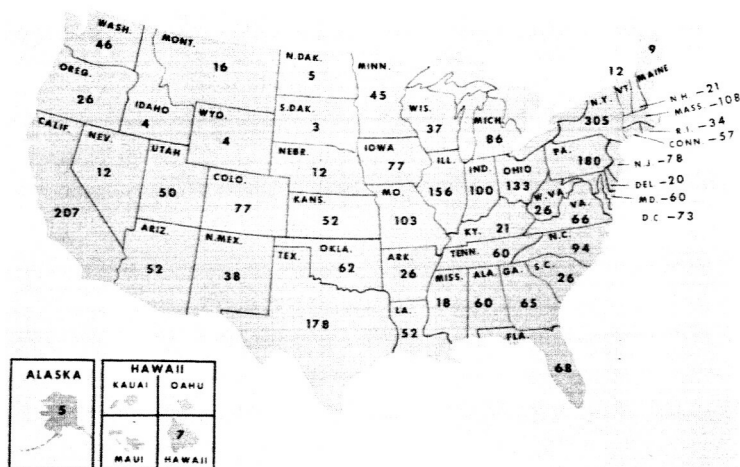 WASH.
46
MONT.
16
N.DAK.
5
MINN.
45
9
12
VT.
MAINE
OREG.
26
IDAHO
4
WYO.
4
S.DAK.
3
WIS.
37
MICH.
86
N.Y.
305
N.H. -21
MASS. -108
R.I. -34
CONN. -57
CALIF.
207
NEV.
12
UTAH
50
COLO.
77
NEBR.
12
IOWA
77
ILL.
156
IND.
100
OHIO
133
PA.
180
N.J. -78
DEL -20
MD. -60
D.C. -73
KANS.
52
MO.
103
W.VA.
26
VA.
66
KY. 21
ARIZ.
52
N.MEX.
38
TEX.
178
OKLA.
62
ARK.
26
TENN. 60
N.C.
94
S.C.
26
MISS.
18
ALA.
60
GA.
65
LA.
52
FLA.
68
ALASKA
5
HAWAII
KAUAI
OAHU
7
MAUI
HAWAII